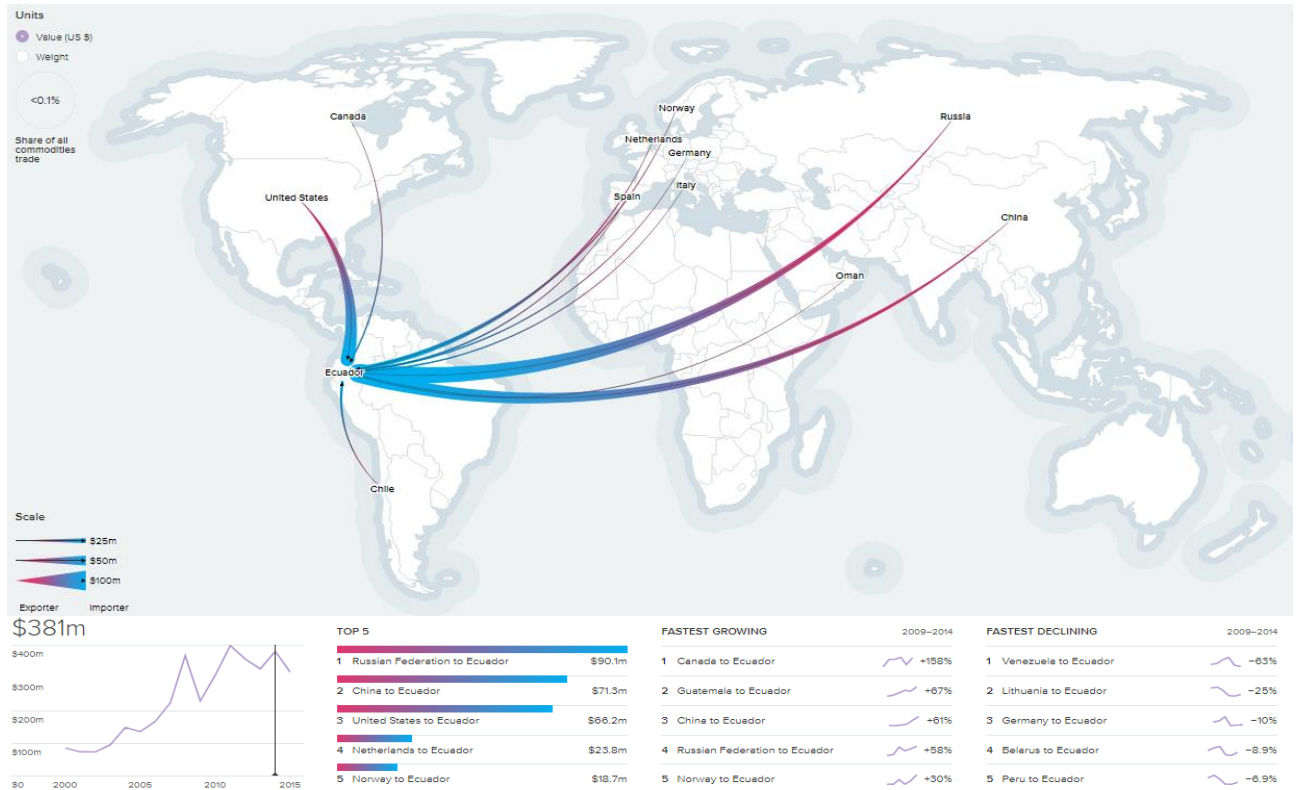 Units
Value (US $)
Weight
<0.1%
Share of all
commodities
trade
Canada
Norway
Russia
Netherlands
Germany
Italy
United States
Spain
China
Oman
Ecuador
Chile
Scale
$25m
$50m
$100m
Exporter Importer
$381m
$400m
$300m
$200m
$100m
$0 2000 2005 2010 2015
TOP 5
1 Russian Federation to Ecuador $90.1m
2 China to Ecuador $71.3m
3 United States to Ecuador $66.2m
4 Netherlands to Ecuador $23.8m
5 Norway to Ecuador $18.7m
FASTEST GROWING 2009–2014
1 Canada to Ecuador +158%
2 Guatemala to Ecuador +67%
3 China to Ecuador +61%
4 Russian Federation to Ecuador +58%
5 Norway to Ecuador +30%
FASTEST DECLINING 2009–2014
1 Venezuela to Ecuador −63%
2 Lithuania to Ecuador −25%
3 Germany to Ecuador −10%
4 Belarus to Ecuador −8.9%
5 Peru to Ecuador −6.9%